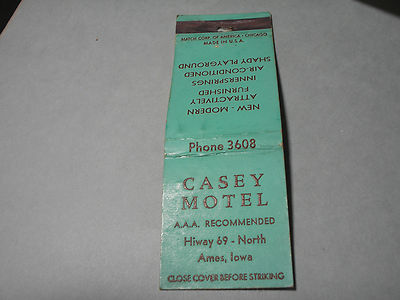 MATCH CORP. OF AMERICA - CHICAGO
MADE IN U.S.A.
NEW - MODERN
ATTRACTIVELY
FURNISHED
INNERSPRINGS
AIR-CONDITIONED
SHADY PLAYGROUND
Phone 3608
CASEY
MOTEL
A.A.A. RECOMMENDED
Hiway 69 - North
Ames, Iowa
CLOSE COVER BEFORE STRIKING